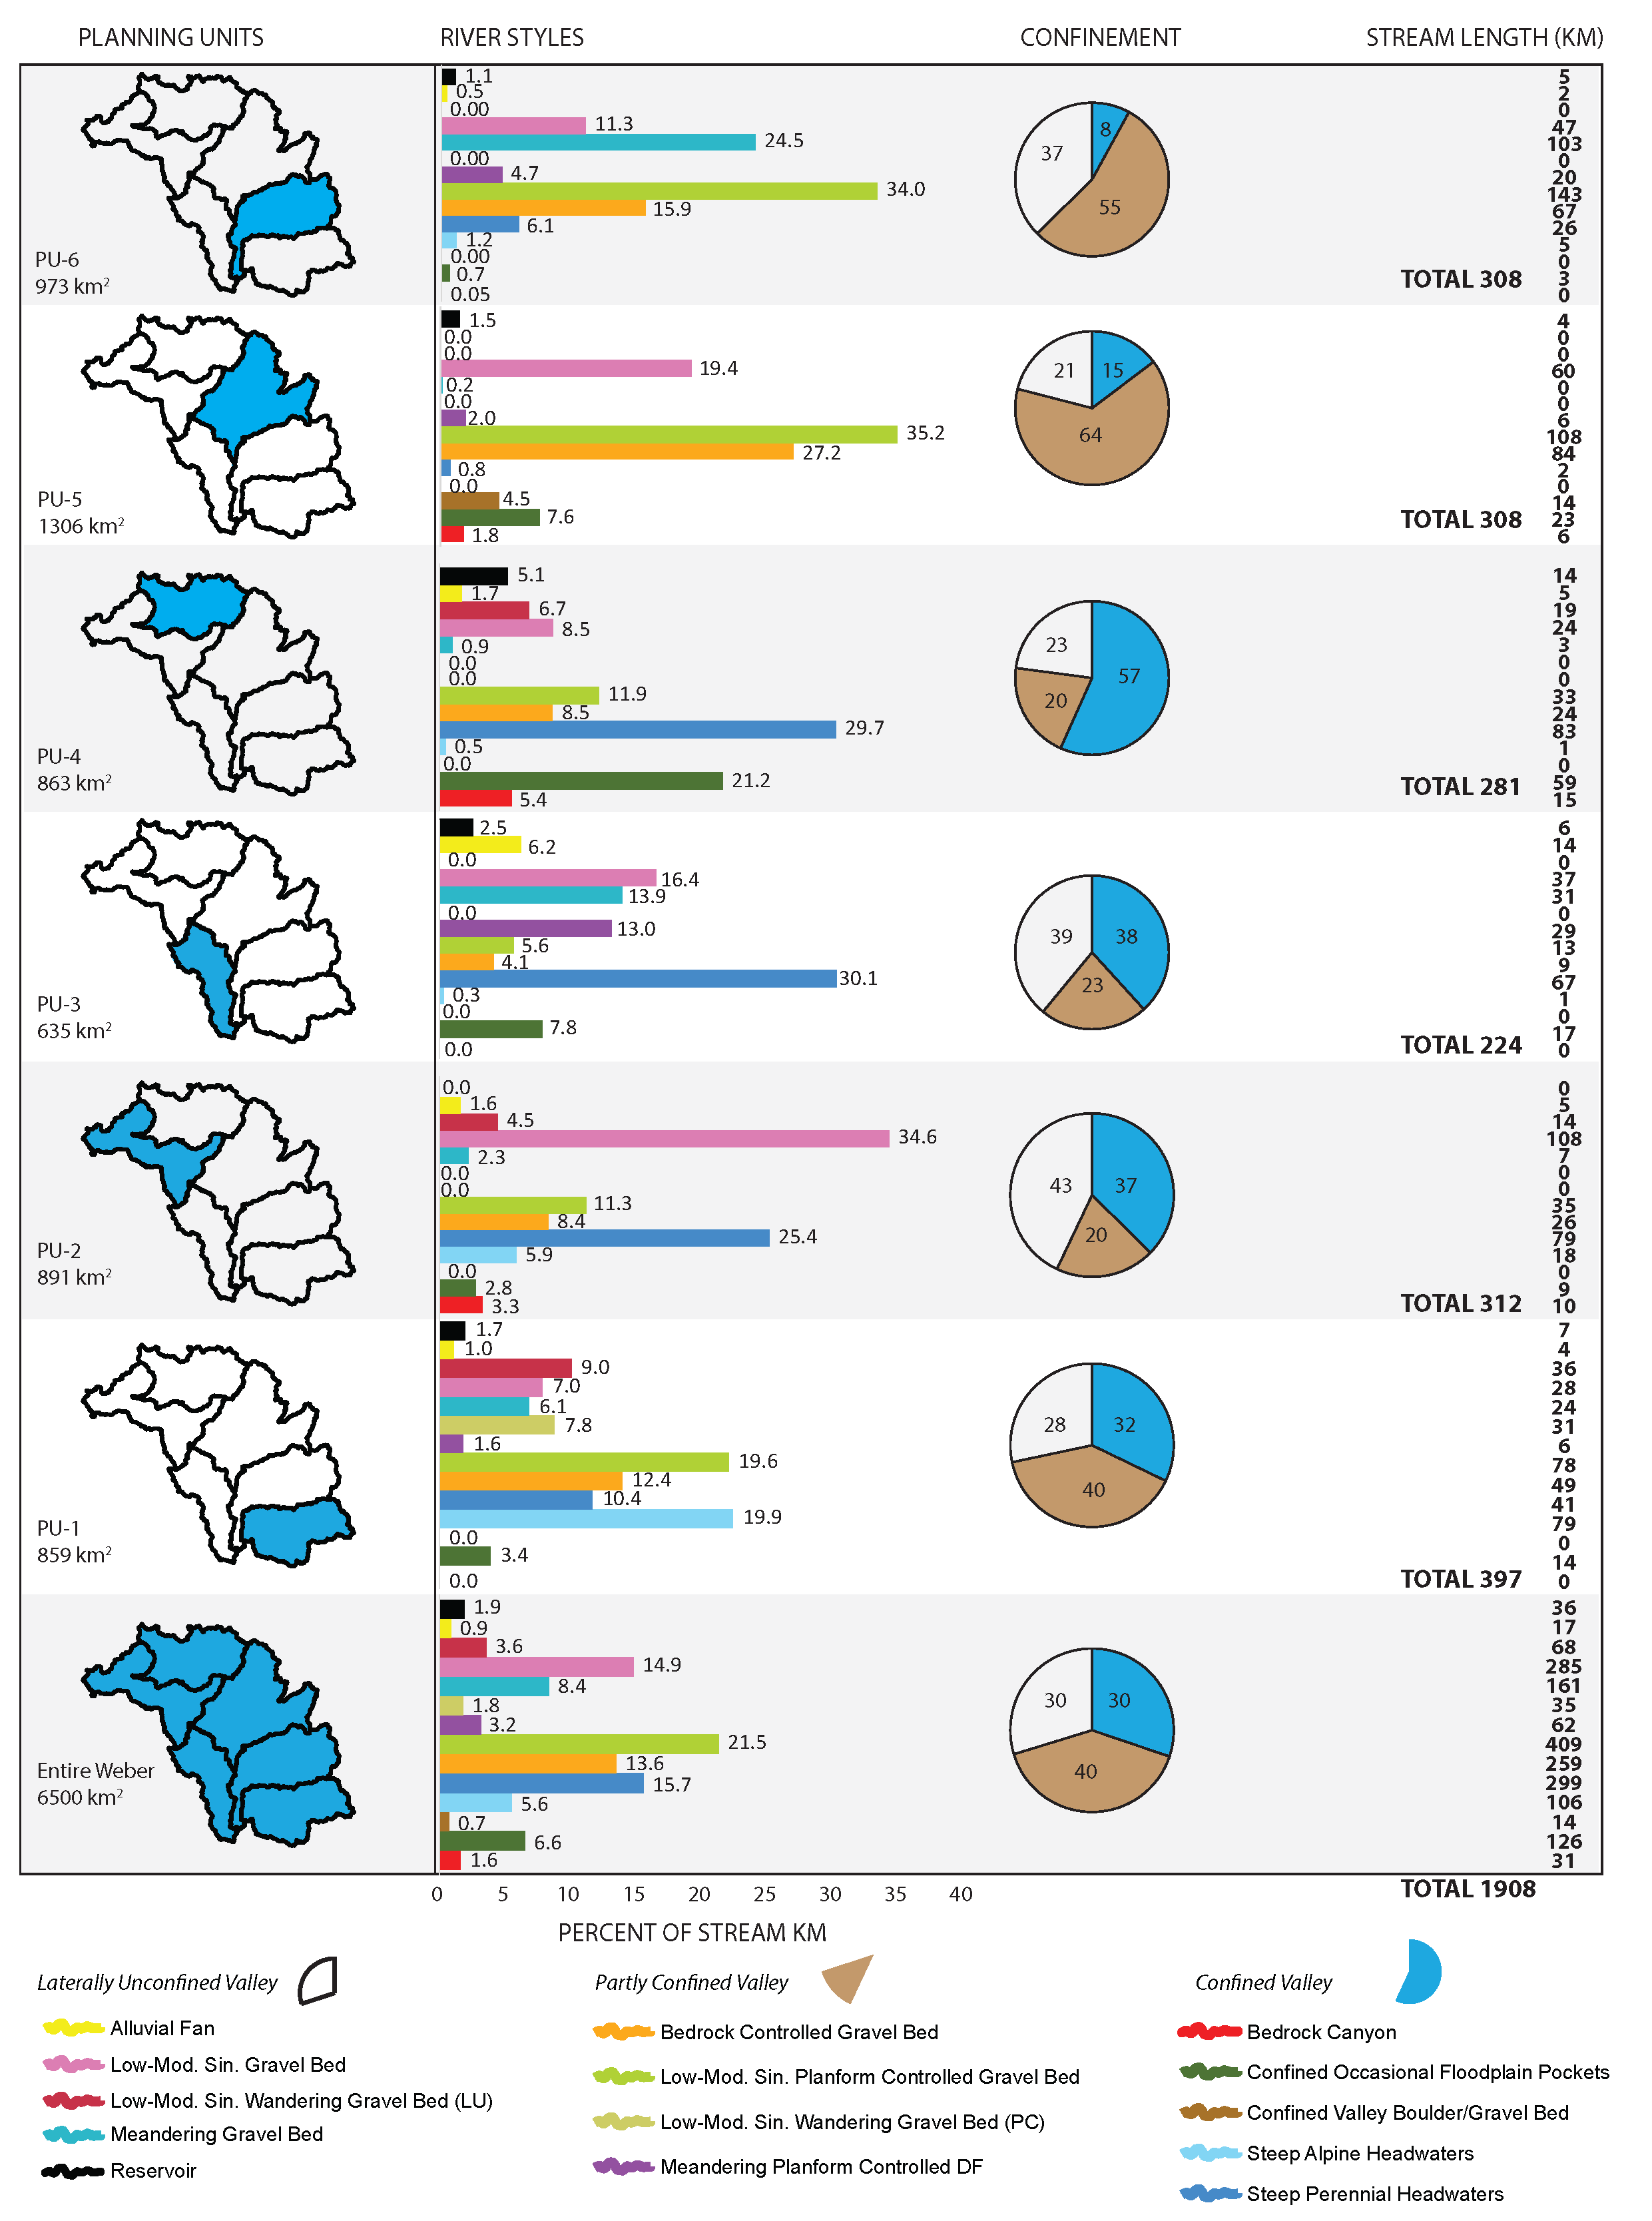 PLANNING UNITS RIVER STYLES CONFINEMENT STREAM LENGTH (KM)
1.1 5
0.5 2
0.00 0
11.3 47
24.5 103
0.00 0
4.7 20
34.0 143
15.9 67
6.1 26
1.2 5
0.00 0
0.7 3
0.05 0
8
37
55
PU-6
973 km²
TOTAL 308
1.5 4
0.0 0
0.0 0
19.4 60
0.2 0
0.0 0
2.0 6
35.2 108
27.2 84
0.8 2
0.0 0
4.5 14
7.6 23
1.8 6
21 15
64
PU-5
1306 km²
TOTAL 308
5.1 14
1.7 5
6.7 19
8.5 24
0.9 3
0.0 0
0.0 0
11.9 33
8.5 24
29.7 83
0.5 1
0.0 0
21.2 59
5.4 15
23
57
20
PU-4
863 km²
TOTAL 281
2.5 6
6.2 14
0.0 0
16.4 37
13.9 31
0.0 0
13.0 29
5.6 13
4.1 9
30.1 67
0.3 1
0.0 0
7.8 17
0.0 0
39 38
23
PU-3
635 km²
TOTAL 224
0.0 0
1.6 5
4.5 14
34.6 108
2.3 7
0.0 0
0.0 0
11.3 35
8.4 26
25.4 79
5.9 18
0.0 0
2.8 9
3.3 10
43 37
20
PU-2
891 km²
TOTAL 312
1.7 7
1.0 4
9.0 36
7.0 28
6.1 24
7.8 31
1.6 6
19.6 78
12.4 49
10.4 41
19.9 79
0.0 0
3.4 14
0.0 0
28 32
40
PU-1
859 km²
TOTAL 397
1.9 36
0.9 17
3.6 68
14.9 285
8.4 161
1.8 35
3.2 62
21.5 409
13.6 259
15.7 299
5.6 106
0.7 14
6.6 126
1.6 31
30 30
40
Entire Weber
6500 km²
0 5 10 15 20 25 30 35 40
TOTAL 1908
PERCENT OF STREAM KM
Laterally Unconfined Valley
Alluvial Fan
Low-Mod. Sin. Gravel Bed
Low-Mod. Sin. Wandering Gravel Bed (LU)
Meandering Gravel Bed
Reservoir
Partly Confined Valley
Bedrock Controlled Gravel Bed
Low-Mod. Sin. Planform Controlled Gravel Bed
Low-Mod. Sin. Wandering Gravel Bed (PC)
Meandering Planform Controlled DF
Confined Valley
Bedrock Canyon
Confined Occasional Floodplain Pockets
Confined Valley Boulder/Gravel Bed
Steep Alpine Headwaters
Steep Perennial Headwaters